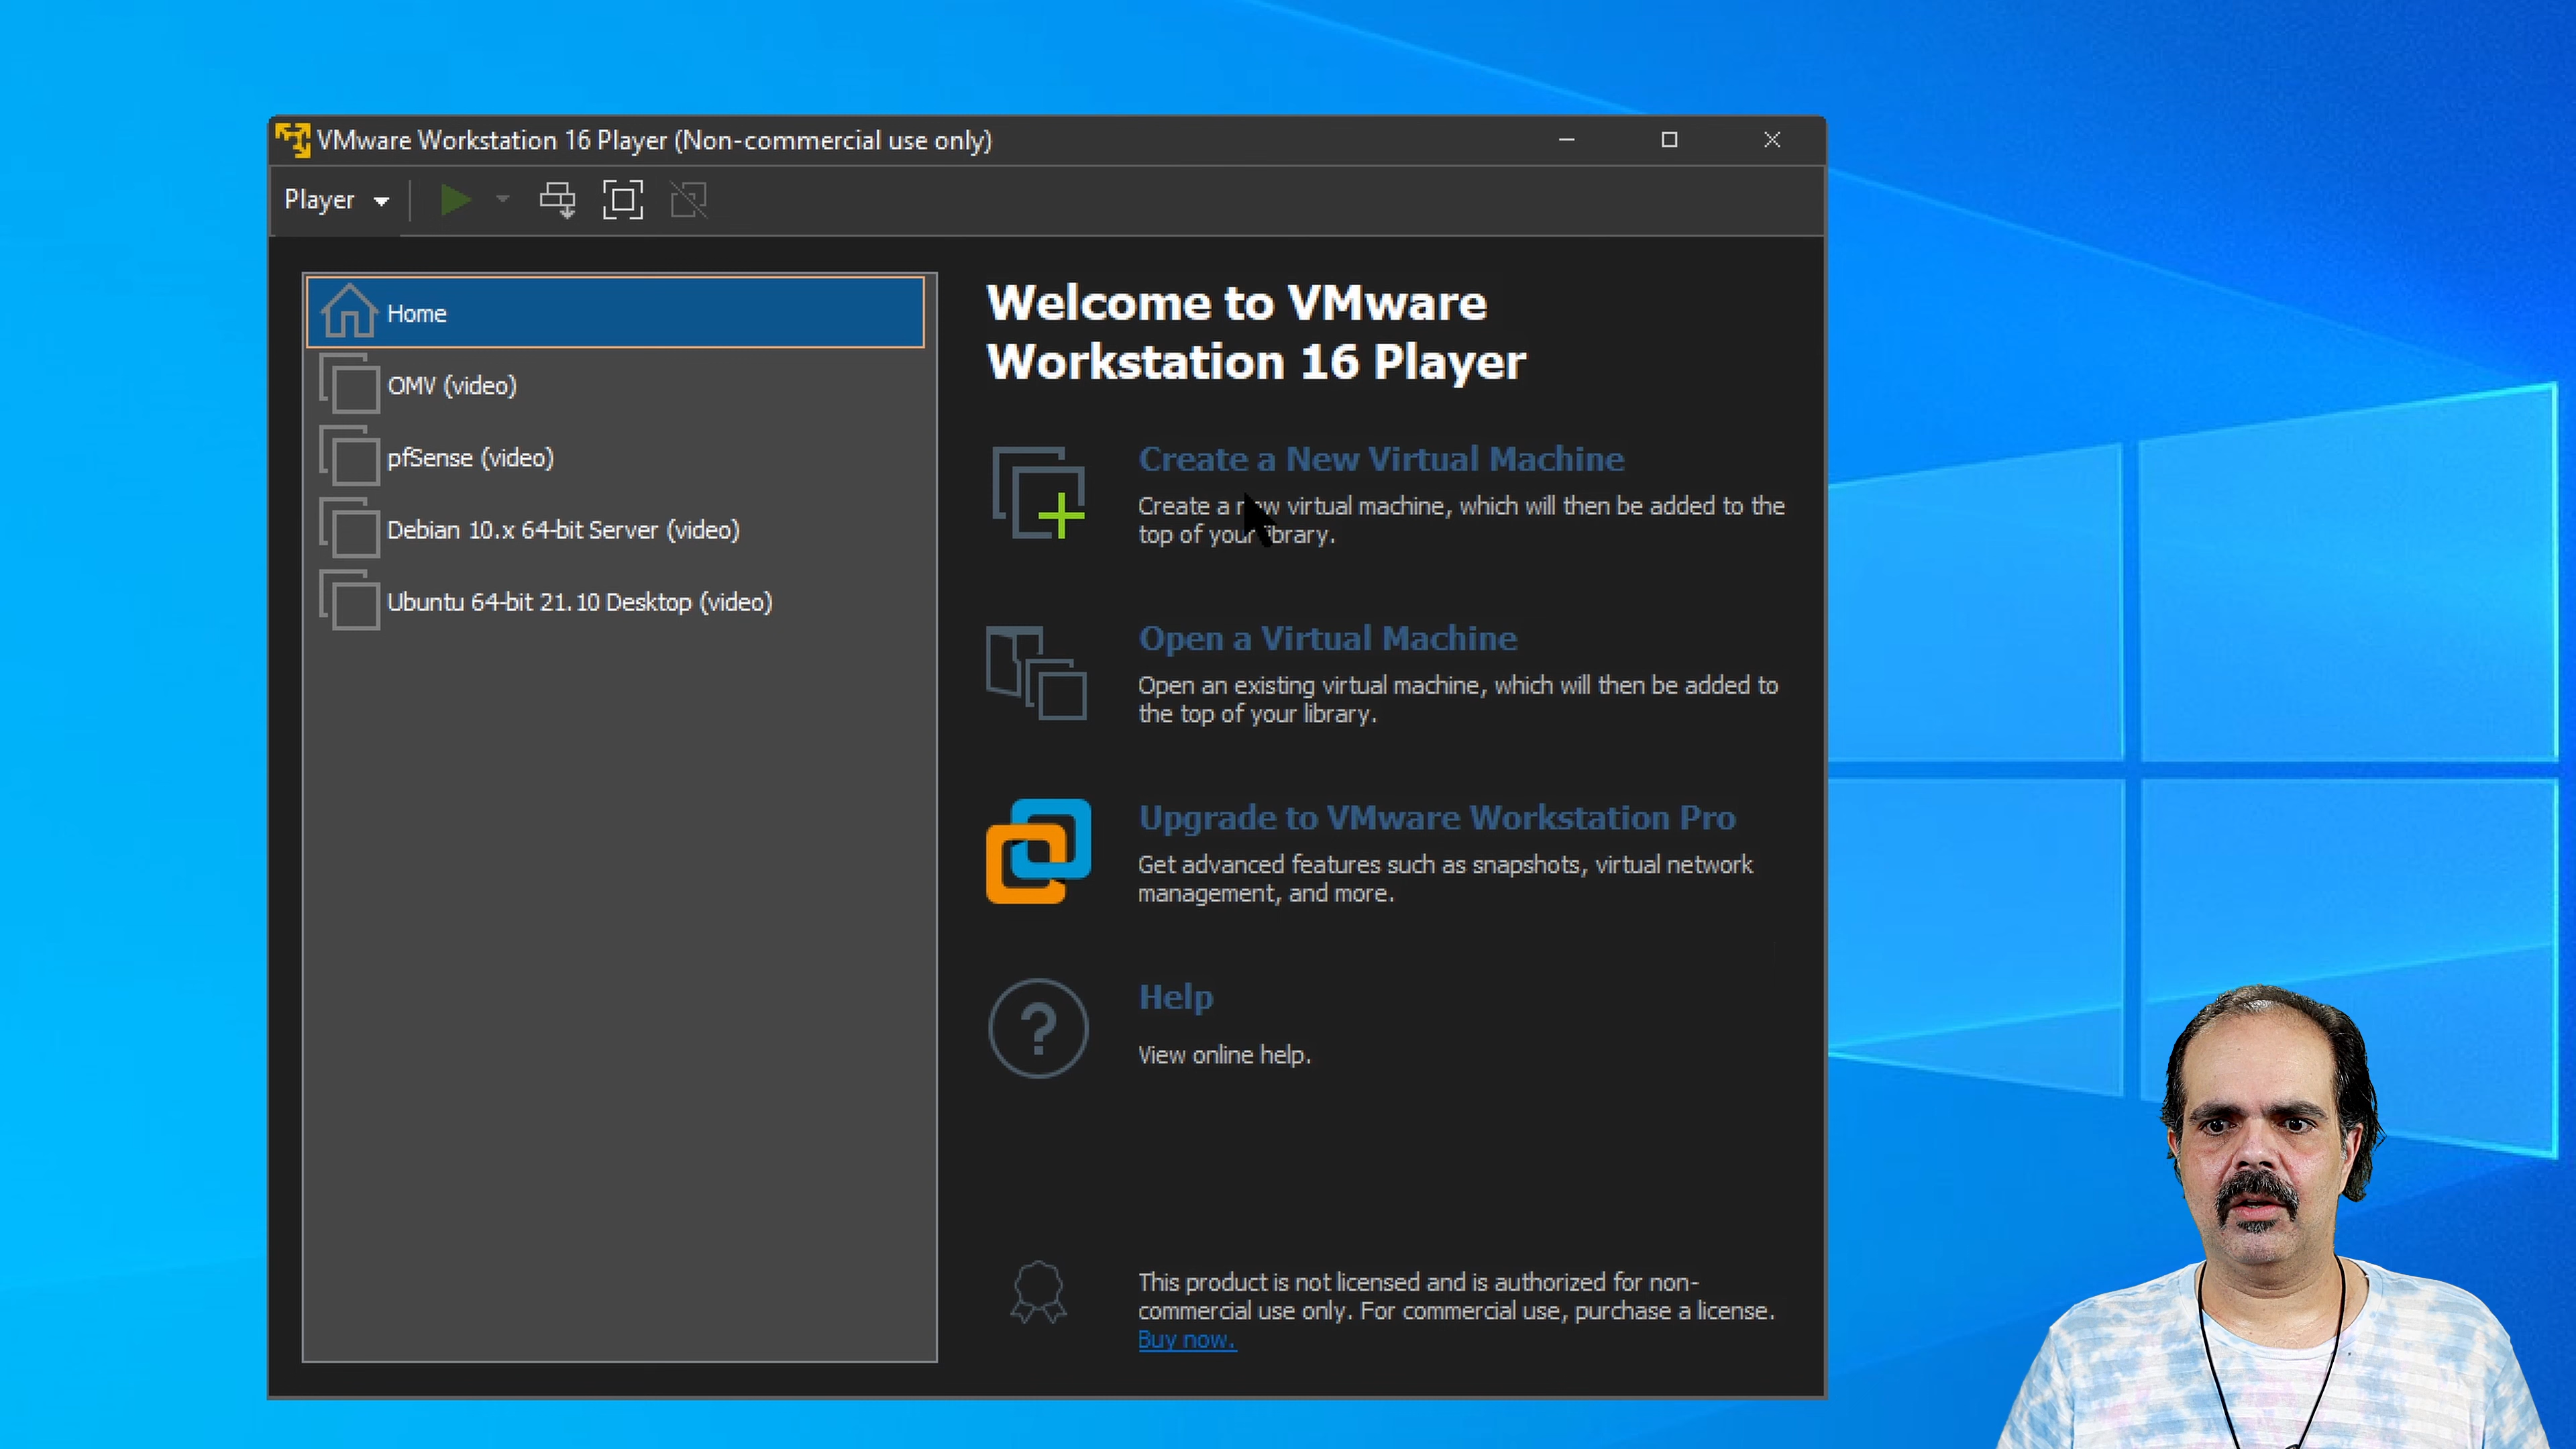 VMware Workstation 16 Player (Non-commercial use only)
Player
Home
OMV (video)
pfSense (video)
Debian 10.x 64-bit Server (video)
Ubuntu 64-bit 21.10 Desktop (video)
Welcome to VMware
Workstation 16 Player
Create a New Virtual Machine
Create a new virtual machine, which will then be added to the
top of your library.
Open a Virtual Machine
Open an existing virtual machine, which will then be added to
the top of your library.
Upgrade to VMware Workstation Pro
Get advanced features such as snapshots, virtual network
management, and more.
Help
View online help.
This product is not licensed and is authorized for non-
commercial use only. For commercial use, purchase a license.
Buy now.